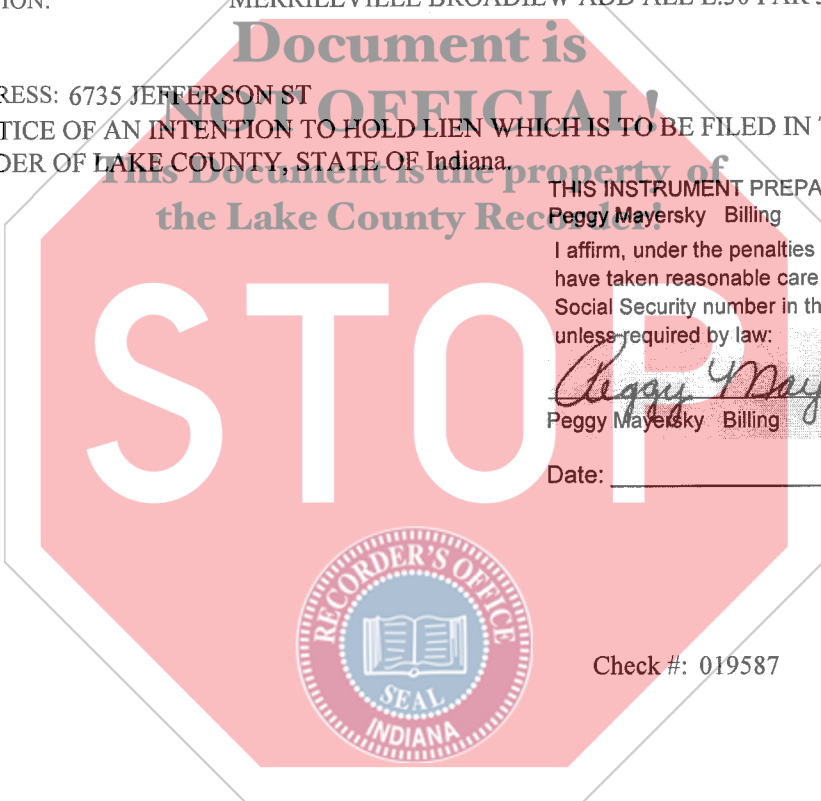 ION: MERRILLVILLE BROADIEW ADD ALL L.30 PAR
Document is
RESS: 6735 JEFFERSON ST
NOT OFFICIAL!
TICE OF AN INTENTION TO HOLD LIEN WHICH IS TO BE FILED IN
DER OF LAKE COUNTY, STATE OF Indiana.
This Document is the property of
the Lake County Recorder!
THIS INSTRUMENT PREPA
Peggy Mayersky Billing
I affirm, under the penalties
have taken reasonable care
Social Security number in th
unless required by law:
Peggy May
Peggy Mayersky Billing
Date:
STOP
RECORDER'S OFFICE
SEAL
INDIANA
Check #: 019587